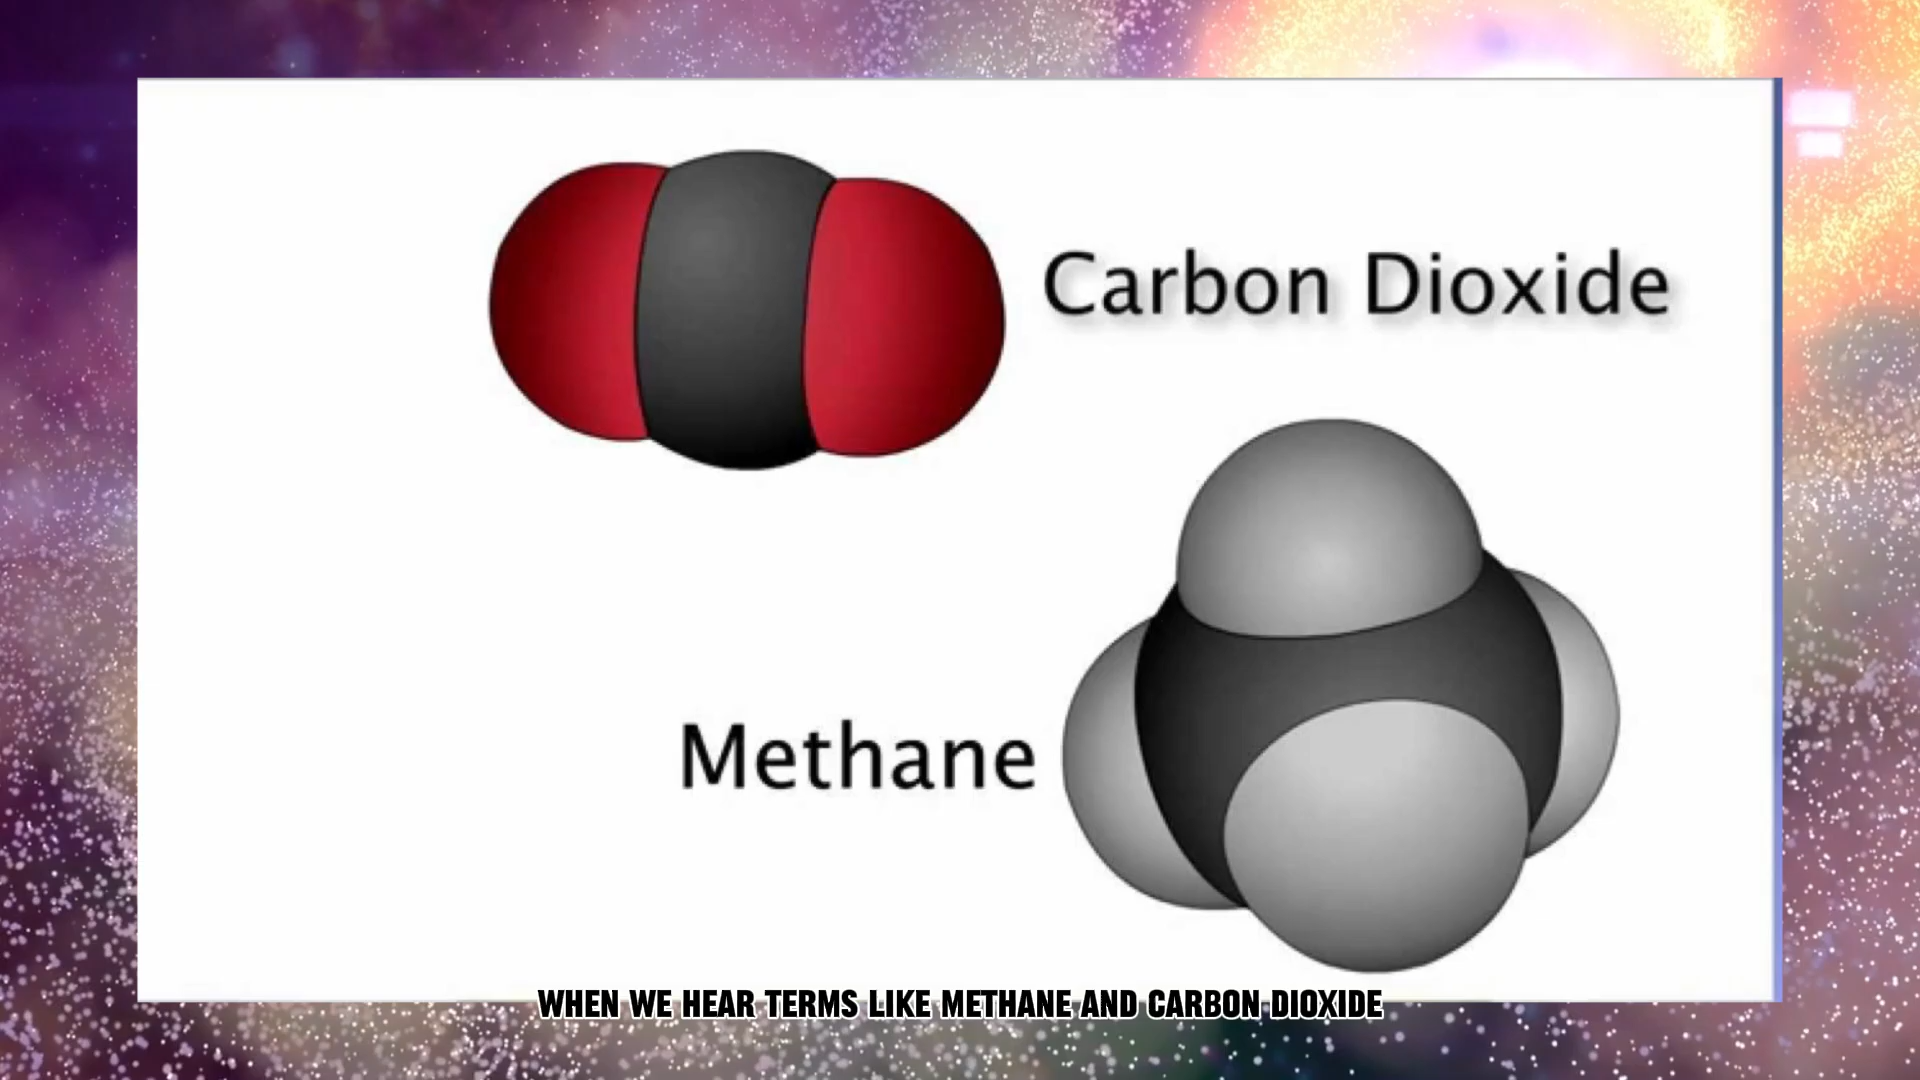 Carbon Dioxide
Methane
WHEN WE HEAR TERMS LIKE METHANE AND CARBON DIOXIDE